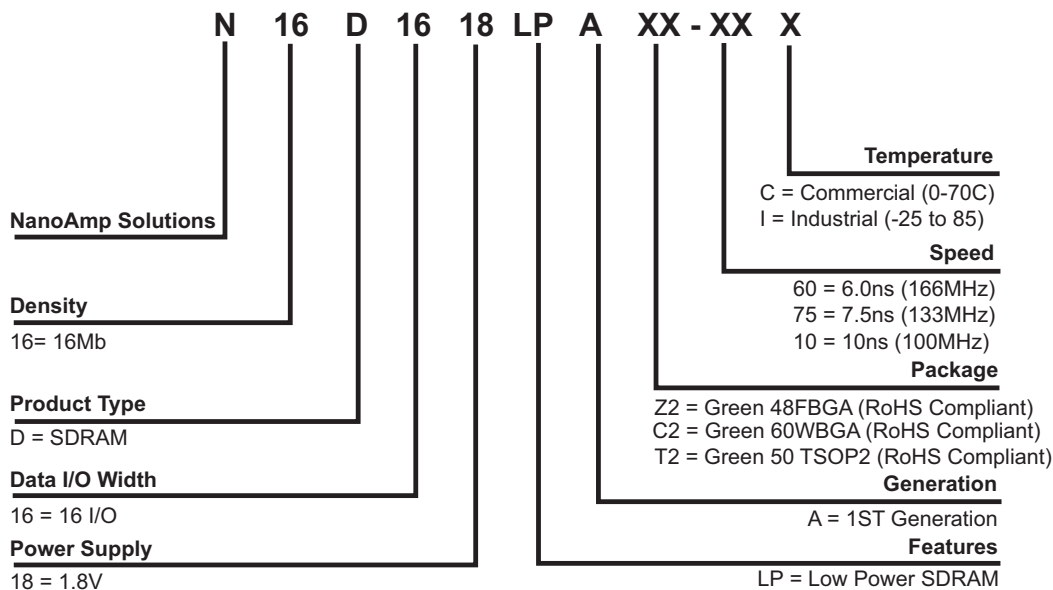 N 16 D 16 18 LP A XX - XX X
Temperature
C = Commercial (0-70C)
I = Industrial (-25 to 85)
NanoAmp Solutions
Speed
60 = 6.0ns (166MHz)
75 = 7.5ns (133MHz)
10 = 10ns (100MHz)
Density
16= 16Mb
Package
Z2 = Green 48FBGA (RoHS Compliant)
C2 = Green 60WBGA (RoHS Compliant)
T2 = Green 50 TSOP2 (RoHS Compliant)
Product Type
D = SDRAM
Data I/O Width
16 = 16 I/O
Generation
A = 1ST Generation
Power Supply
18 = 1.8V
Features
LP = Low Power SDRAM